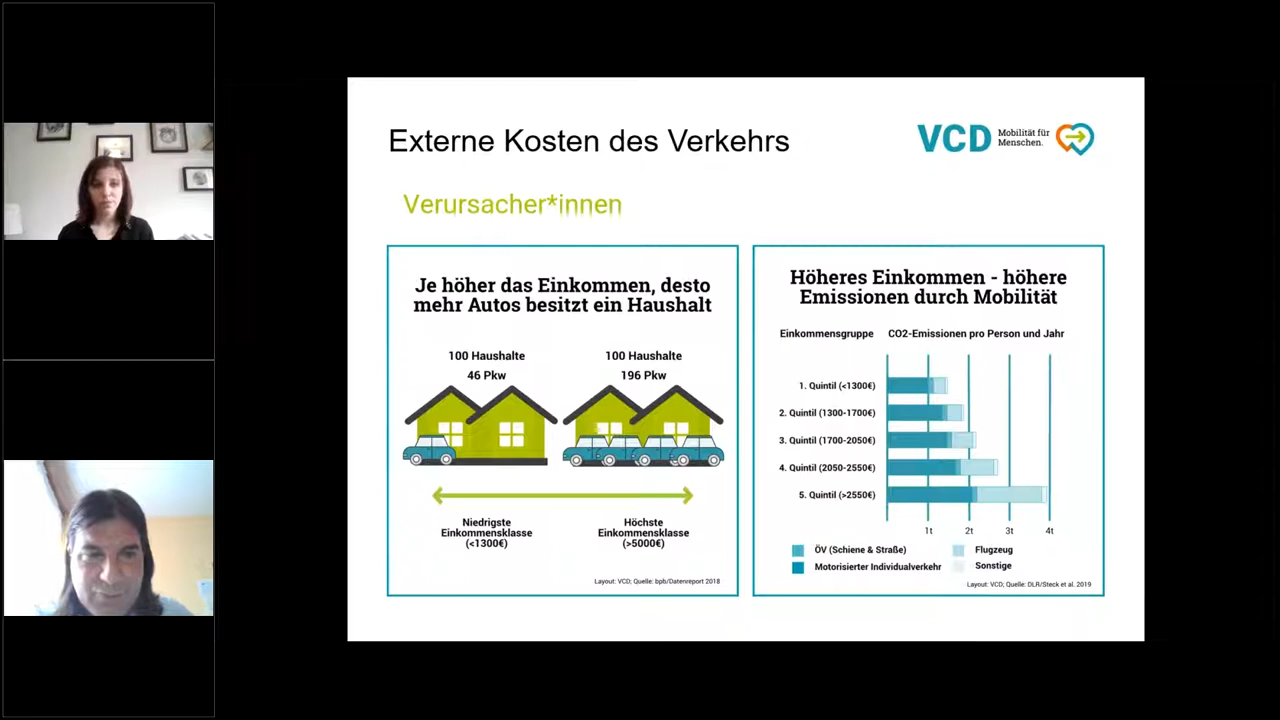 Externe Kosten des Verkehrs
VCD Mobilität für
Menschen.
Verursacher*innen
Je höher das Einkommen, desto
mehr Autos besitzt ein Haushalt
100 Haushalte
46 Pkw
100 Haushalte
196 Pkw
Niedrigste
Einkommensklasse
(<1300€)
Höchste
Einkommensklasse
(>5000€)
Layout: VCD; Quelle: bpb/Datenreport 2018
Höheres Einkommen - höhere
Emissionen durch Mobilität
Einkommensgruppe
CO2-Emissionen pro Person und Jahr
1. Quintil (<1300€)
2. Quintil (1300-1700€)
3. Quintil (1700-2050€)
4. Quintil (2050-2550€)
5. Quintil (>2550€)
1t 2t 3t 4t
ÖV (Schiene & Straße)
Motorisierter Individualverkehr
Flugzeug
Sonstige
Layout: VCD; Quelle: DLR/Steck et al. 2019